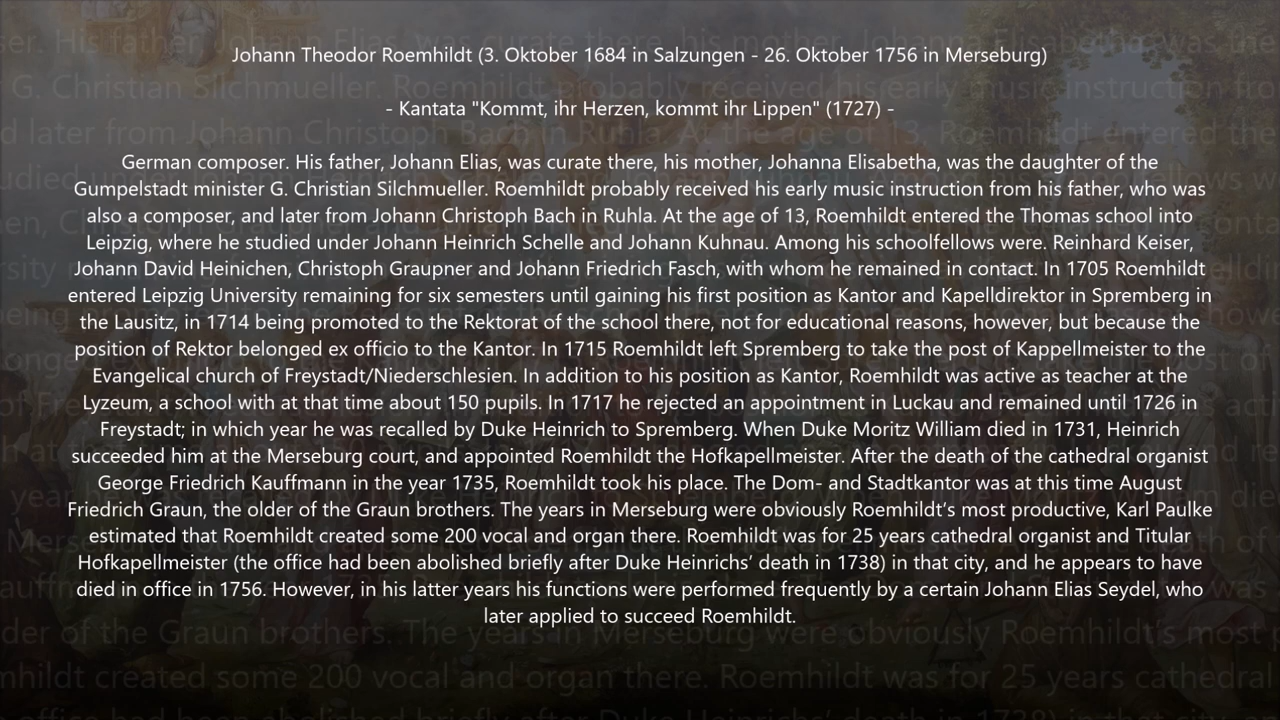 Johann Theodor Roemhildt (3. Oktober 1684 in Salzungen - 26. Oktober 1756 in Merseburg)
- Kantata "Kommt, ihr Herzen, kommt ihr Lippen" (1727) -
German composer. His father, Johann Elias, was curate there, his mother, Johanna Elisabetha, was the daughter of the
Gumpelstadt minister G. Christian Silchmueller. Roemhildt probably received his early music instruction from his father, who was
also a composer, and later from Johann Christoph Bach in Ruhla. At the age of 13, Roemhildt entered the Thomas school into
Leipzig, where he studied under Johann Heinrich Schelle and Johann Kuhnau. Among his schoolfellows were. Reinhard Keiser,
Johann David Heinichen, Christoph Graupner and Johann Friedrich Fasch, with whom he remained in contact. In 1705 Roemhildt
entered Leipzig University remaining for six semesters until gaining his first position as Kantor and Kapelldirektor in Spremberg in
the Lausitz, in 1714 being promoted to the Rektorat of the school there, not for educational reasons, however, but because the
position of Rektor belonged ex officio to the Kantor. In 1715 Roemhildt left Spremberg to take the post of Kappellmeister to the
Evangelical church of Freystadt/Niederschlesien. In addition to his position as Kantor, Roemhildt was active as teacher at the
Lyzeum, a school with at that time about 150 pupils. In 1717 he rejected an appointment in Luckau and remained until 1726 in
Freystadt; in which year he was recalled by Duke Heinrich to Spremberg. When Duke Moritz William died in 1731, Heinrich
succeeded him at the Merseburg court, and appointed Roemhildt the Hofkapellmeister. After the death of the cathedral organist
George Friedrich Kauffmann in the year 1735, Roemhildt took his place. The Dom- and Stadtkantor was at this time August
Friedrich Graun, the older of the Graun brothers. The years in Merseburg were obviously Roemhildt’s most productive, Karl Paulke
estimated that Roemhildt created some 200 vocal and organ there. Roemhildt was for 25 years cathedral organist and Titular
Hofkapellmeister (the office had been abolished briefly after Duke Heinrichs’ death in 1738) in that city, and he appears to have
died in office in 1756. However, in his latter years his functions were performed frequently by a certain Johann Elias Seydel, who
later applied to succeed Roemhildt.